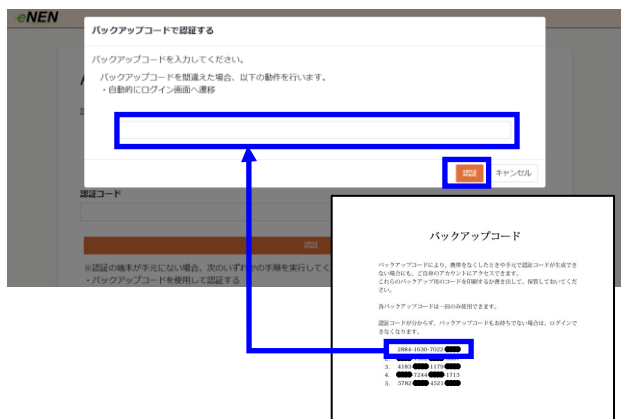 eNEN
バックアップコードで認証する
バックアップコードを入力してください。
バックアップコードを間違えた場合、以下の動作を行います。
・自動的にログイン画面へ遷移
認証 キャンセル
認証コード
認証
※認証の端末が手元にない場合、次のいずれかの手順を実行してく
・バックアップコードを使用して認証する
バックアップコード
バックアップコードにより、携帯をなくしたときや手元で認証コードが生成でき
ない場合にも、ご自身のアカウントにアクセスできます。
これらのバックアップ用のコードを印刷するか書き出して、保管しておいてくだ
さい。
各バックアップコードは一回のみ使用できます。
認証コードが分からず、バックアップコードもお持ちでない場合は、ログインで
きなくなります。
2884-1630-7022-
3. 4183- -1179-
4. -7244- -1713
5. 5782- -4521-